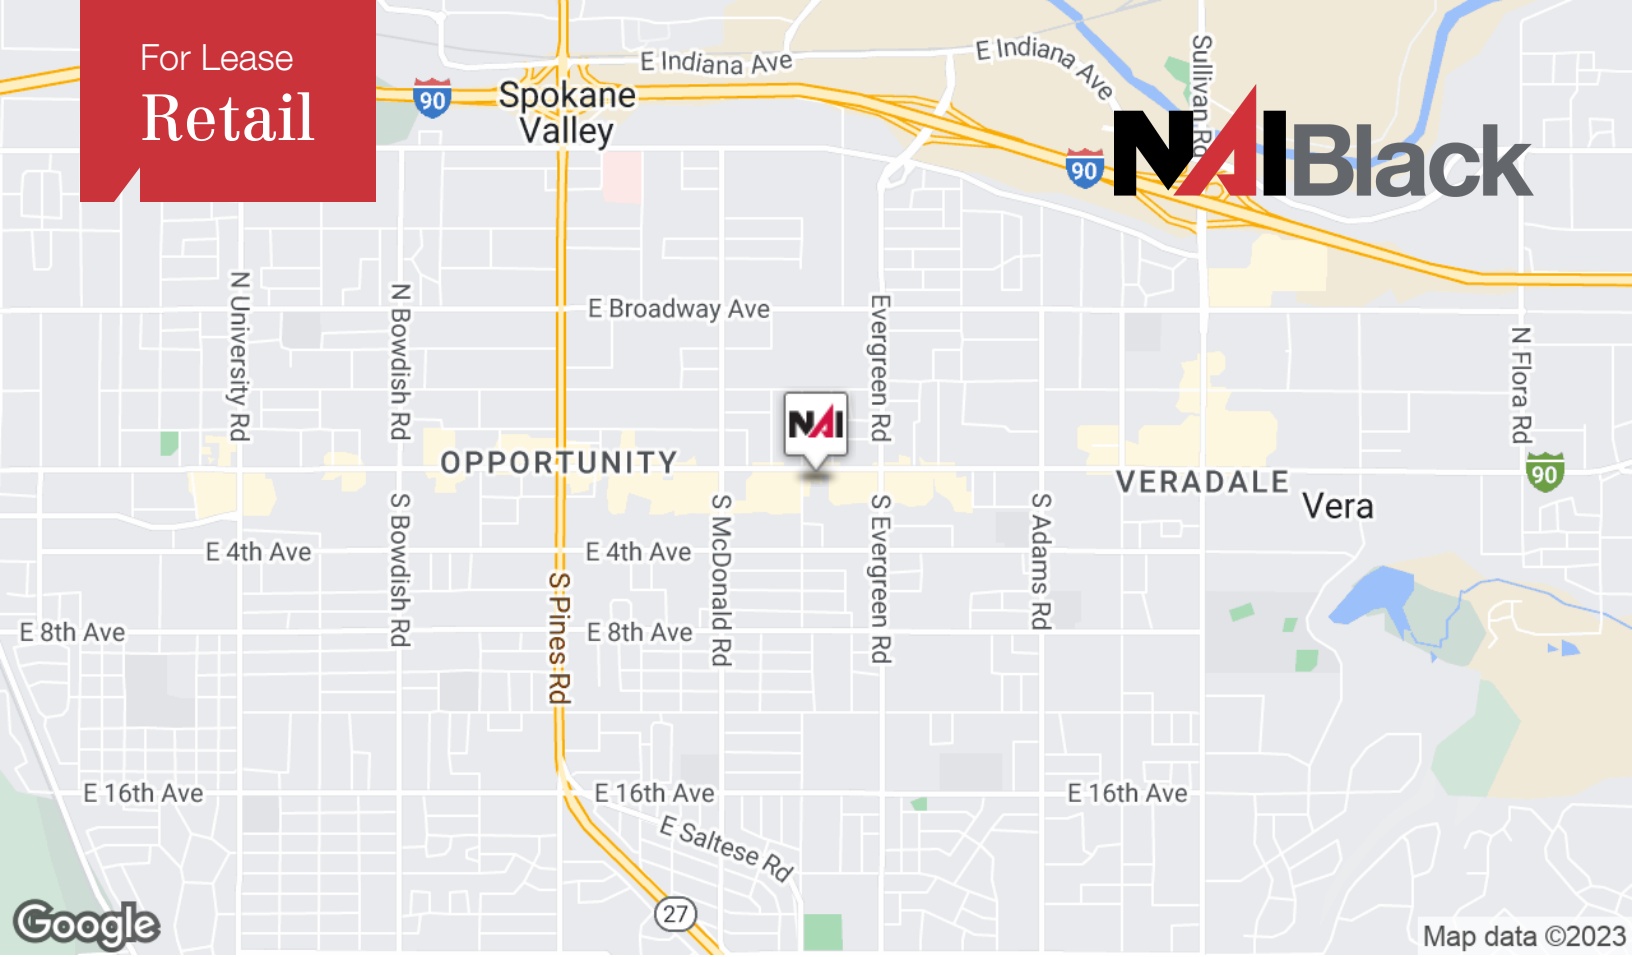 For Lease
Retail
E Indiana Ave
E Indiana Ave
Sullivan Rd
90
Spokane
Valley
90
NAIBlack
N University Rd
N Bowdish Rd
E Broadway Ave
Evergreen Rd
N Flora Rd
NAI
OPPORTUNITY
VERADALE
90
Vera
S Bowdish Rd
S McDonald Rd
S Evergreen Rd
S Adams Rd
E 4th Ave
E 4th Ave
S Pines Rd
E 8th Ave
E 8th Ave
E 16th Ave
E 16th Ave
E 16th Ave
E Saltese Rd
27
Google
Map data ©2023